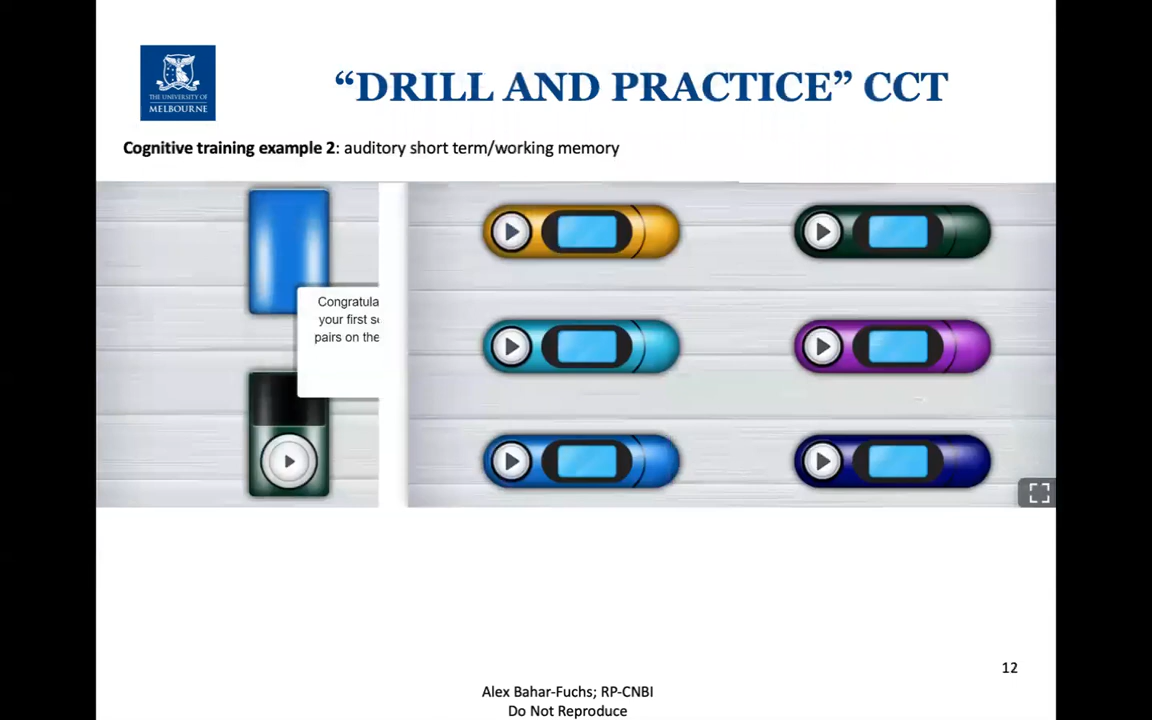 THE UNIVERSITY OF
MELBOURNE
“DRILL AND PRACTICE” CCT
Cognitive training example 2: auditory short term/working memory
Congratula
your first se
pairs on the
12
Alex Bahar-Fuchs; RP-CNBI
Do Not Reproduce